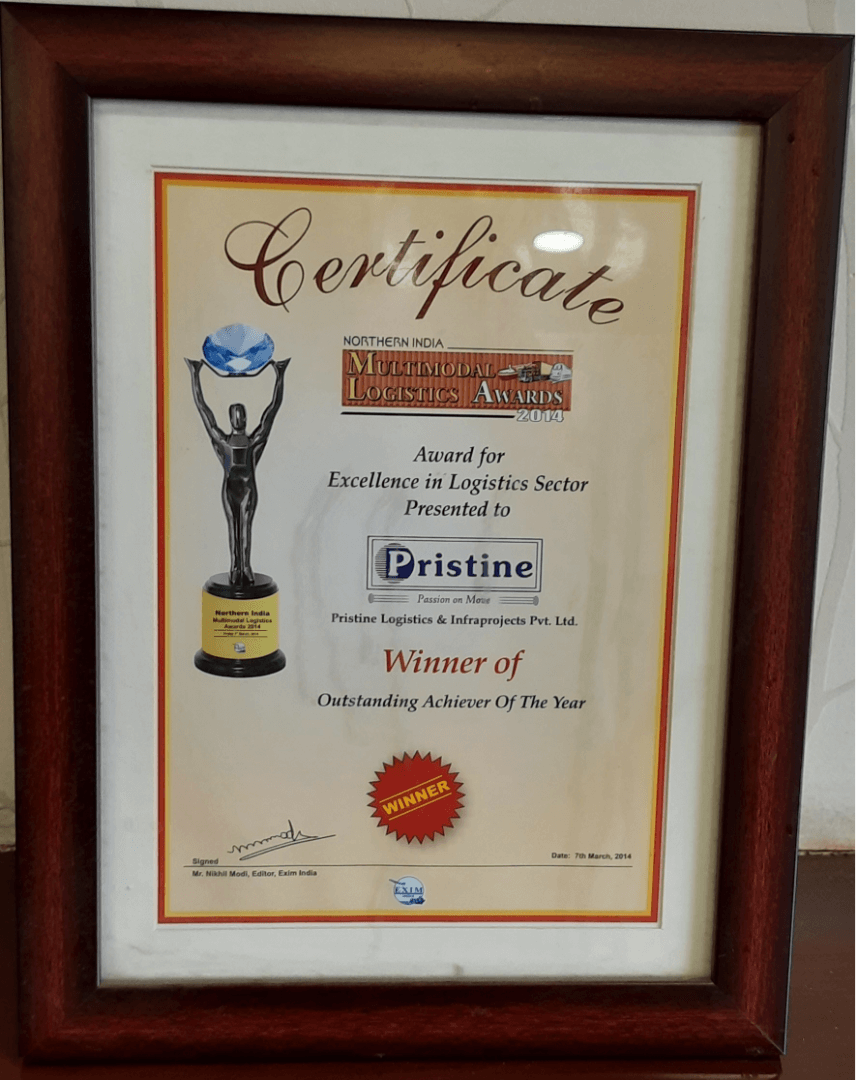 Certificate
NORTHERN INDIA
MULTIMODAL
LOGISTICS AWARDS
2014
Award for
Excellence in Logistics Sector
Presented to
Pristine
Passion on Move
Pristine Logistics & Infraprojects Pvt. Ltd.
Winner of
Outstanding Achiever Of The Year
Northern India
Multimodal Logistics
Awards 2014
WINNER
Signed
Mr. Nikhil Modi, Editor, Exim India
Date: 7th March, 2014
EXIM